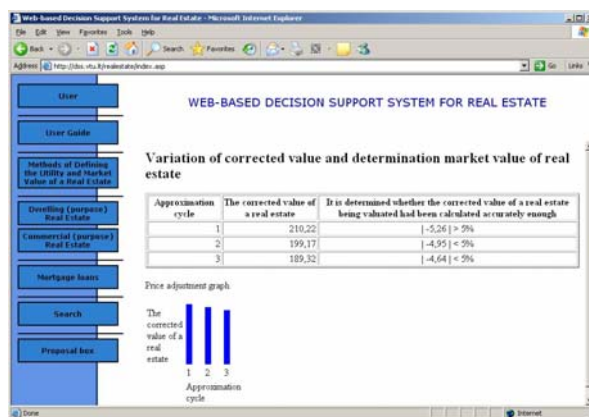 Web-based Decision Support System for Real Estate - Microsoft Internet Explorer
File Edit View Favorites Tools Help
Back Search Favorites
Address http://dss.vtu.lt/realestate/index.asp Go Links
WEB-BASED DECISION SUPPORT SYSTEM FOR REAL ESTATE
User
User Guide
Methods of Defining
the Utility and Market
Value of a Real Estate
Dwelling (purpose)
Real Estate
Commercial (purpose)
Real Estate
Mortgage loans
Search
Proposal box
Variation of corrected value and determination market value of real
estate
Approximation
cycle
The corrected value of
a real estate
It is determined whether the corrected value of a real estate
being valuated had been calculated accurately enough
1 210,22 | -5,26 | > 5%
2 199,17 | -4,95 | < 5%
3 189,32 | -4,64 | < 5%
Price adjustment graph
The
corrected
value of a
real
estate
1 2 3
Approximation
cycle
Done Internet